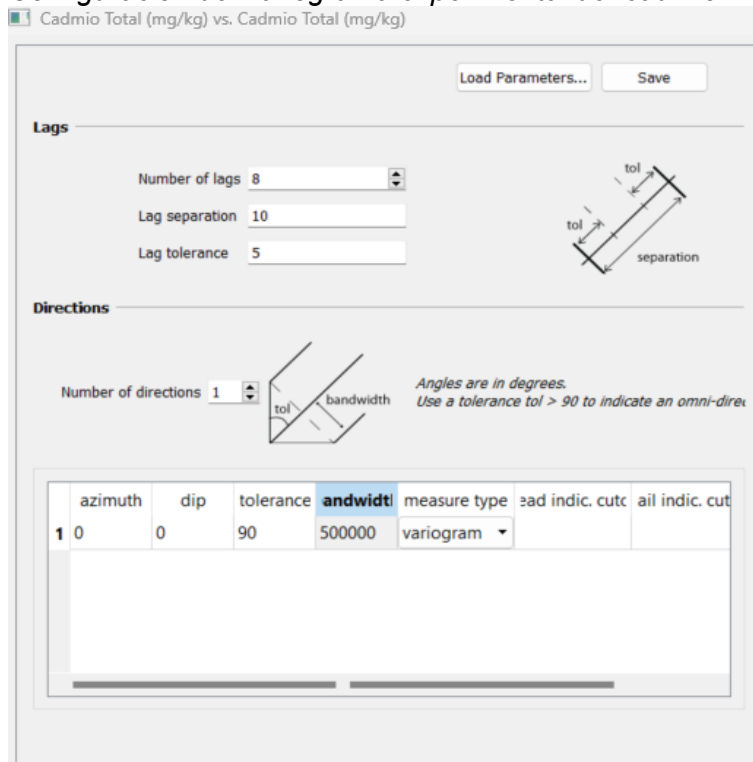 Cadmio Total (mg/kg) vs. Cadmio Total (mg/kg)
Load Parameters... Save
Lags
Number of lags 8
Lag separation 10
Lag tolerance 5
tol
tol
separation
Directions
Number of directions 1
tol
bandwidth
Angles are in degrees.
Use a tolerance tol > 90 to indicate an omni-direc
azimuth dip tolerance andwidtl measure type ead indic. cutc ail indic. cut
1 0 0 90 500000 variogram